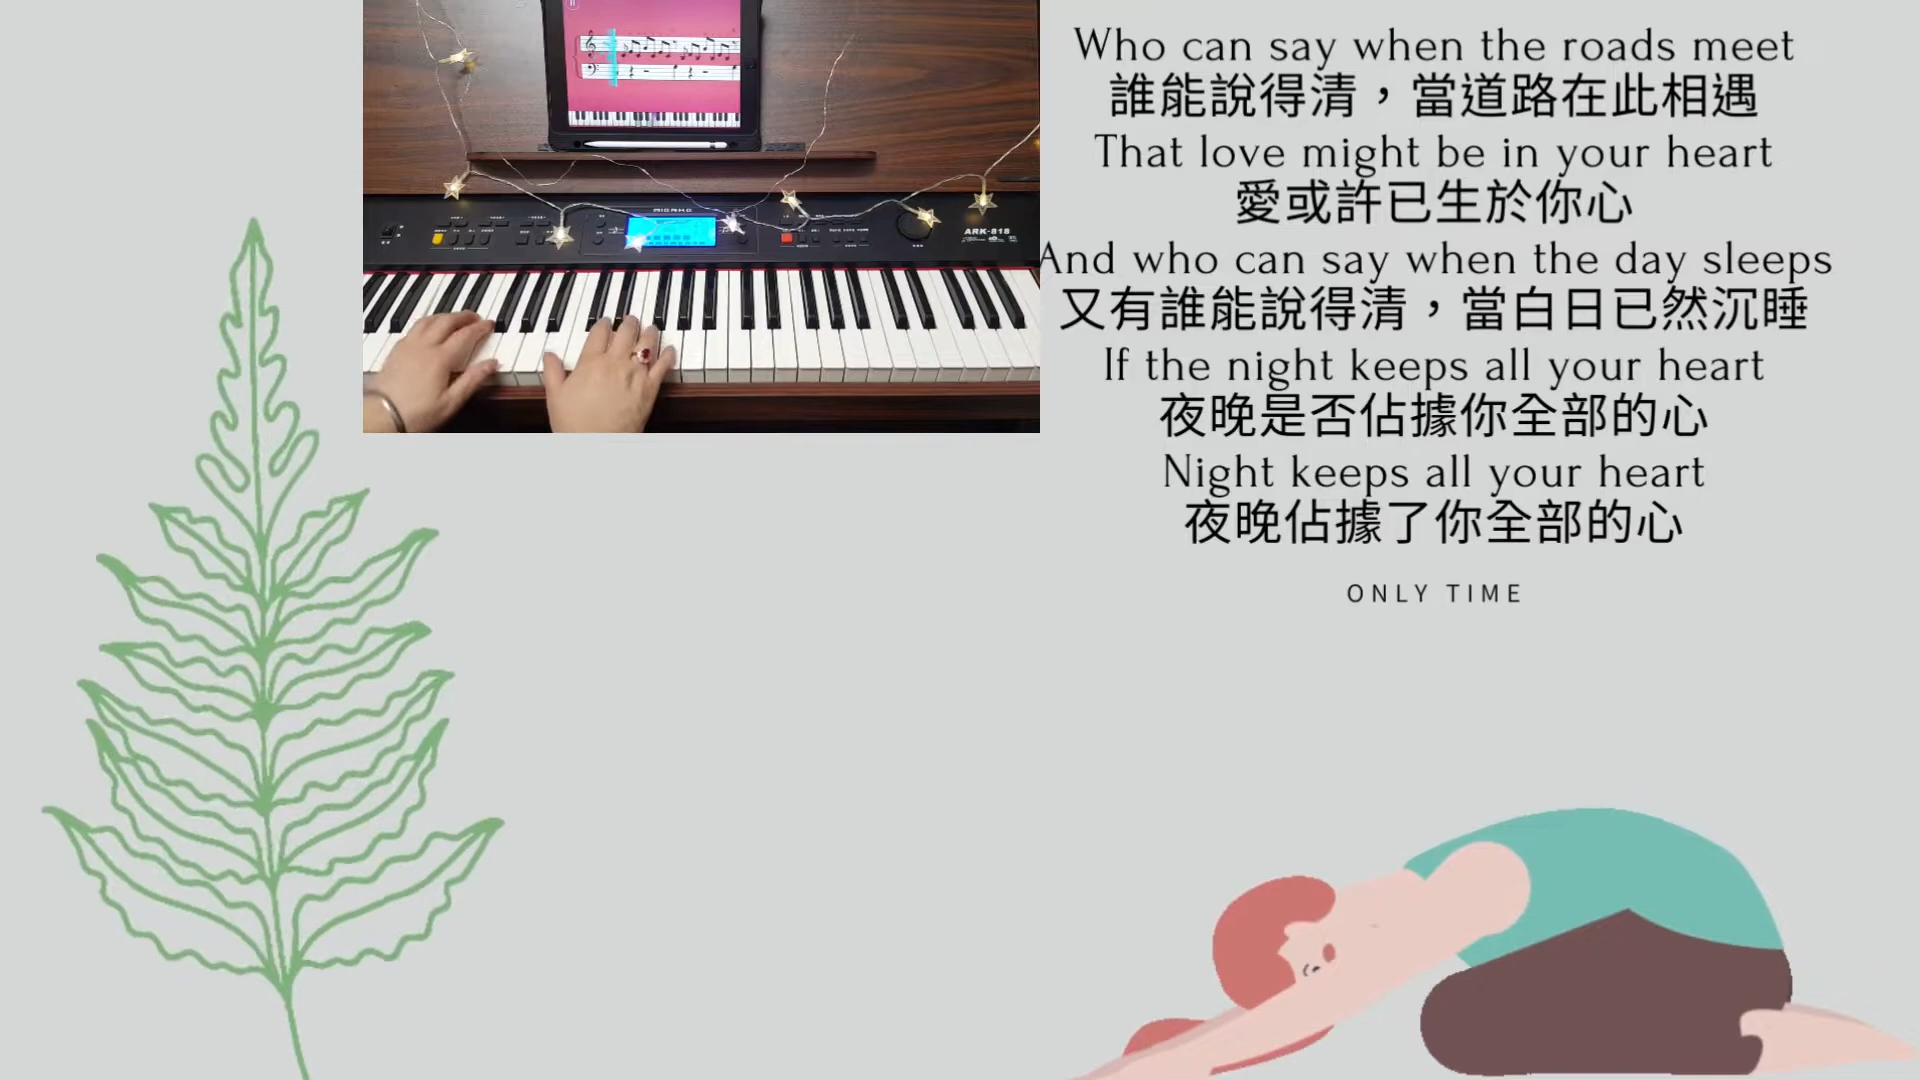 Who can say when the roads meet
誰能說得清，當道路在此相遇
That love might be in your heart
愛或許已生於你心
And who can say when the day sleeps
又有誰能說得清，當白日已然沉睡
If the night keeps all your heart
夜晚是否佔據你全部的心
Night keeps all your heart
夜晚佔據了你全部的心
ONLY TIME
ARK-818